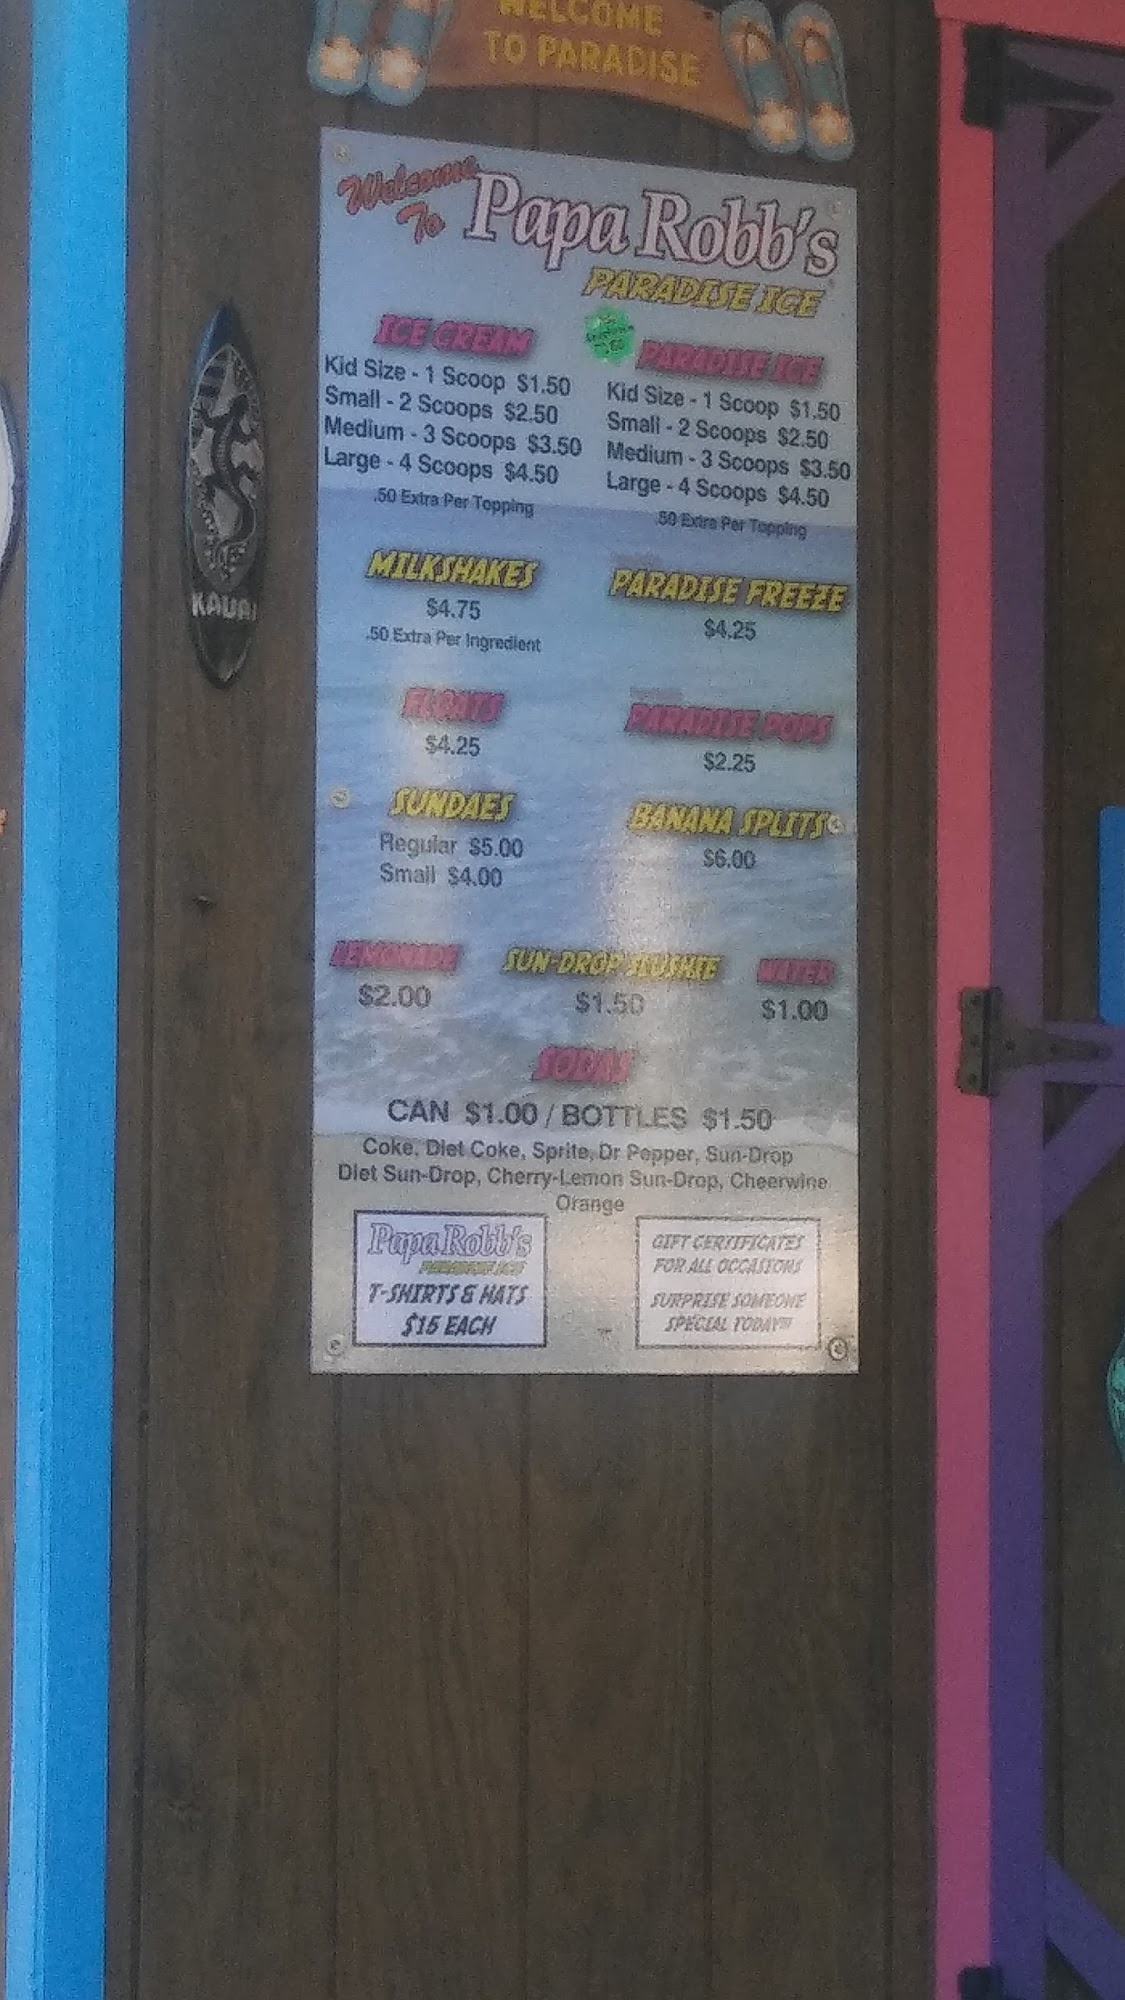 WELCOME
TO PARADISE
Welcome
To
Papa Robb's
PARADISE ICE
ICE CREAM
Kid Size - 1 Scoop $1.50
Small - 2 Scoops $2.50
Medium - 3 Scoops $3.50
Large - 4 Scoops $4.50
.50 Extra Per Topping
PARADISE ICE
Kid Size - 1 Scoop $1.50
Small - 2 Scoops $2.50
Medium - 3 Scoops $3.50
Large - 4 Scoops $4.50
.50 Extra Per Topping
MILKSHAKES
$4.75
.50 Extra Per Ingredient
PARADISE FREEZE
$4.25
FLOATS
$4.25
PARADISE POPS
$2.25
SUNDAES
Regular $5.00
Small $4.00
BANANA SPLITS
$6.00
LEMONADE
$2.00
SUN-DROP SLUSHIE
$1.50
WATER
$1.00
SODAS
CAN $1.00 / BOTTLES $1.50
Coke, Diet Coke, Sprite, Dr Pepper, Sun-Drop
Diet Sun-Drop, Cherry-Lemon Sun-Drop, Cheerwine
Orange
Papa Robb's
PARADISE ICE
T-SHIRTS & HATS
$15 EACH
GIFT CERTIFICATES
FOR ALL OCCASIONS
SURPRISE SOMEONE
SPECIAL TODAY!!!
KAUAI